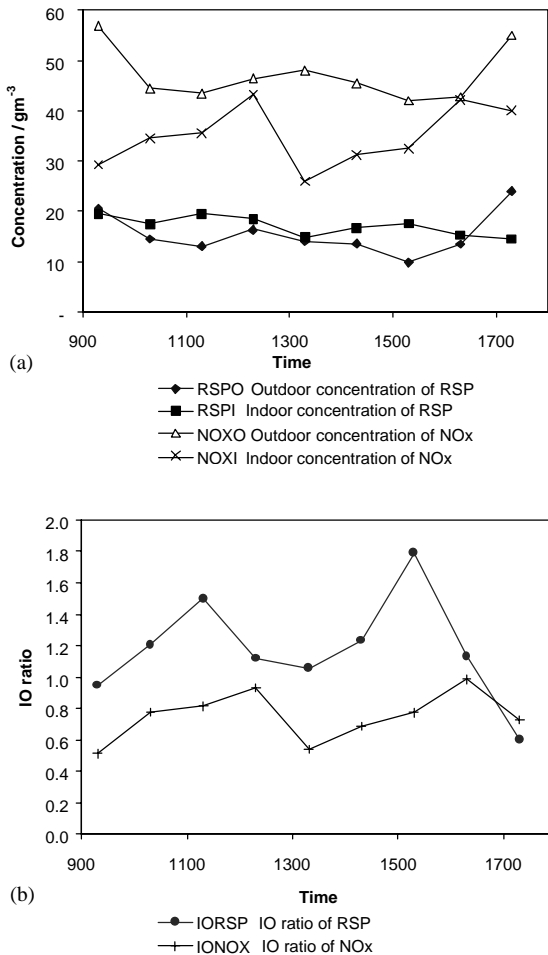 60
50
40
30
20
10
-
Concentration / gm-3
900 1100 1300 1500 1700
Time
(a)
RSPO Outdoor concentration of RSP
RSPI Indoor concentration of RSP
NOXO Outdoor concentration of NOx
NOXI Indoor concentration of NOx
2.0
1.8
1.6
1.4
1.2
1.0
0.8
0.6
0.4
0.2
0.0
IO ratio
900 1100 1300 1500 1700
Time
(b)
IORSP IO ratio of RSP
IONOX IO ratio of NOx